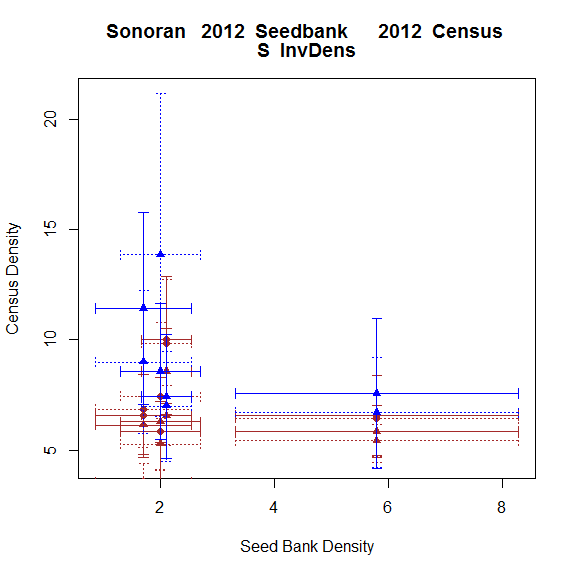 Sonoran 2012 Seedbank 2012 Census
S InvDens
20
15
10
5
Census Density
2 4 6 8
Seed Bank Density